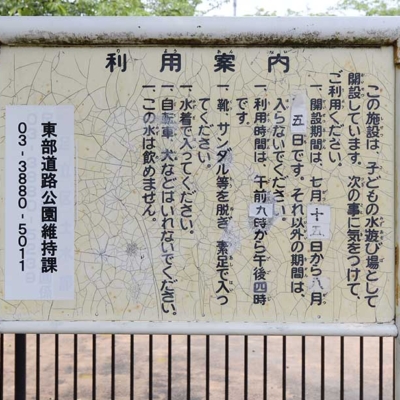 利用案内
この施設は、子どもの水遊び場として
開設しています。次の事に気をつけて、
ご利用ください。
一、開設期間は、七月十五日から八月
五日です。それ以外の期間は、
入らないでください。
一、利用時間は、午前九時から午後四時
です。
一、靴、サンダル等を脱ぎ、素足で入っ
てください。
一、水着で入ってください。
一、自転車、犬などはいれないでください。
一、この水は飲めません。
東部道路公園維持課
03-3880-5011